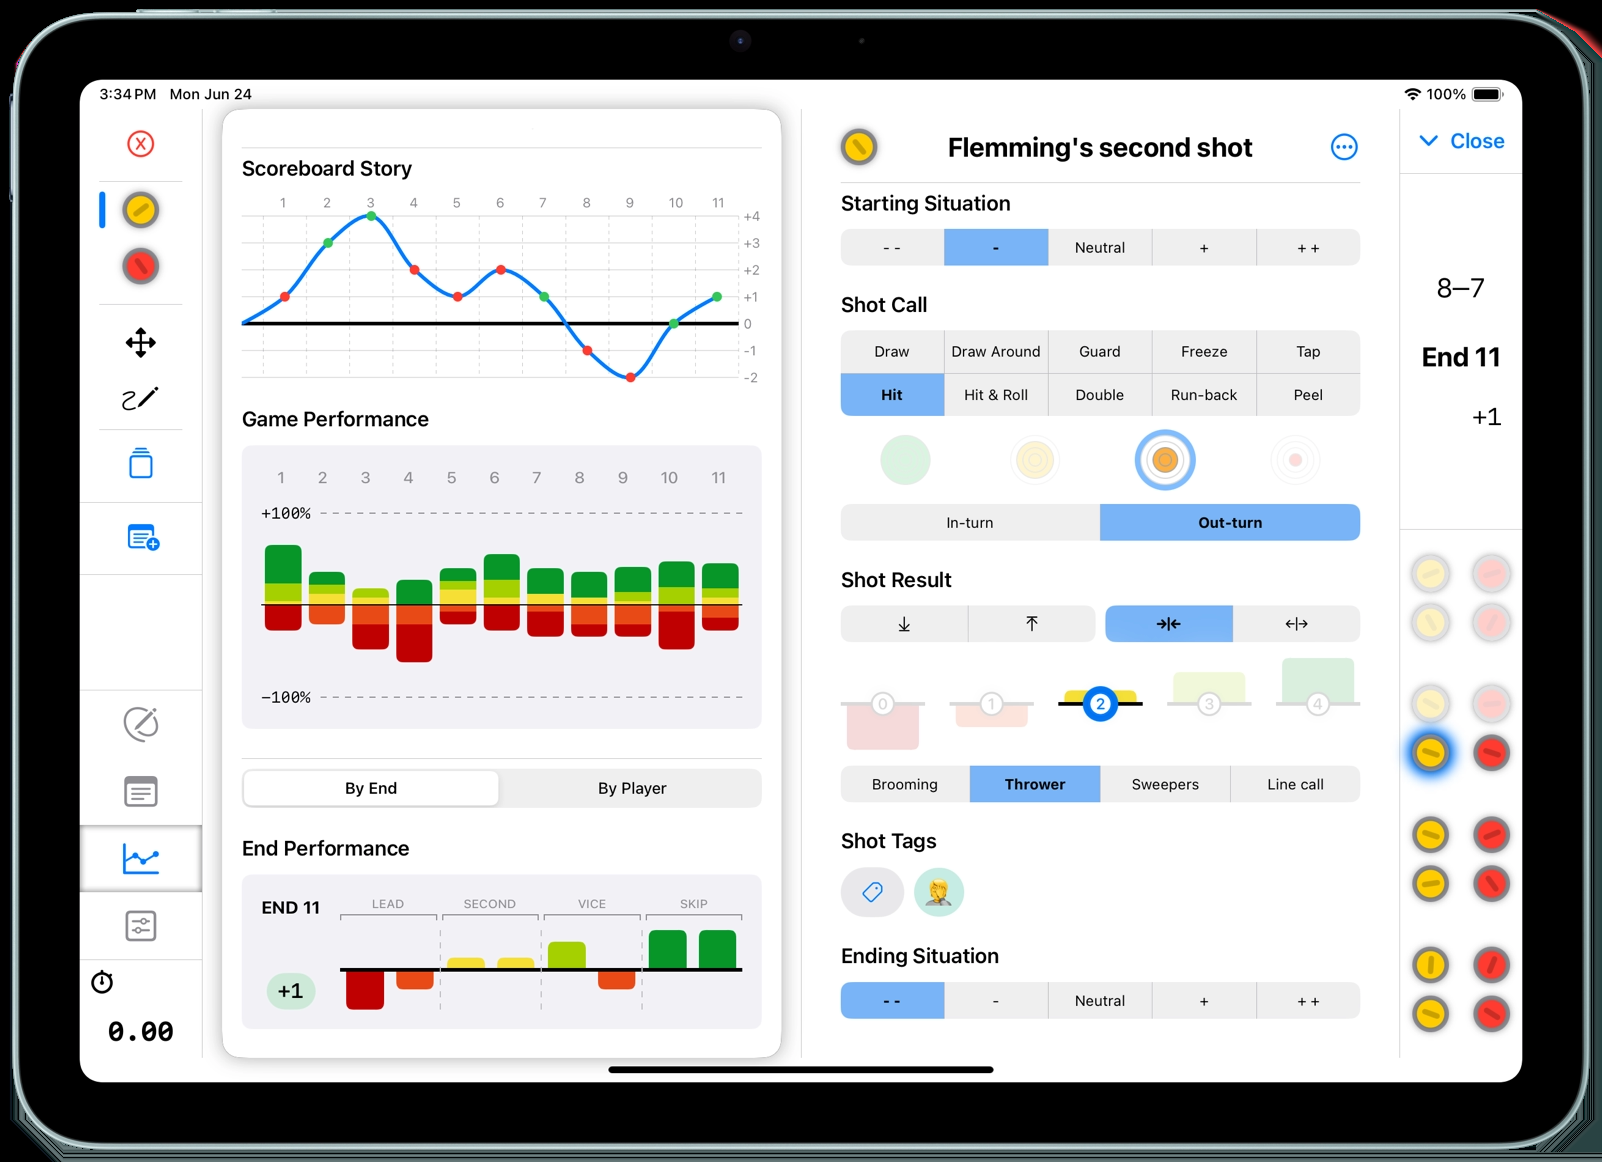 3:34 PM Mon Jun 24
100%
Scoreboard Story
1 2 3 4 5 6 7 8 9 10 11
+4
+3
+2
+1
0
-1
-2
Game Performance
1 2 3 4 5 6 7 8 9 10 11
+100%
-100%
By End By Player
End Performance
END 11 LEAD SECOND VICE SKIP
+1
0.00
Flemming's second shot
Starting Situation
- - - Neutral + + +
Shot Call
Draw Draw Around Guard Freeze Tap
Hit Hit & Roll Double Run-back Peel
In-turn Out-turn
Shot Result
0 1 2 3 4
Brooming Thrower Sweepers Line call
Shot Tags
Ending Situation
- - - Neutral + + +
Close
8–7
End 11
+1